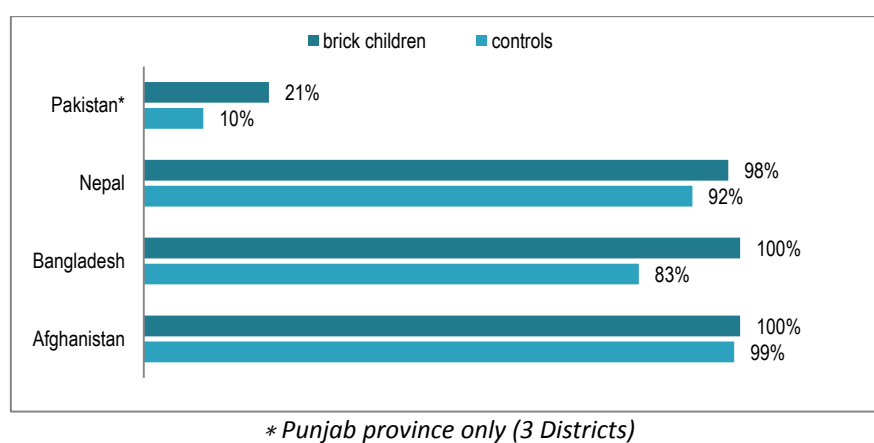 brick children controls
Pakistan*
21%
10%
Nepal
98%
92%
Bangladesh
100%
83%
Afghanistan
100%
99%
* Punjab province only (3 Districts)